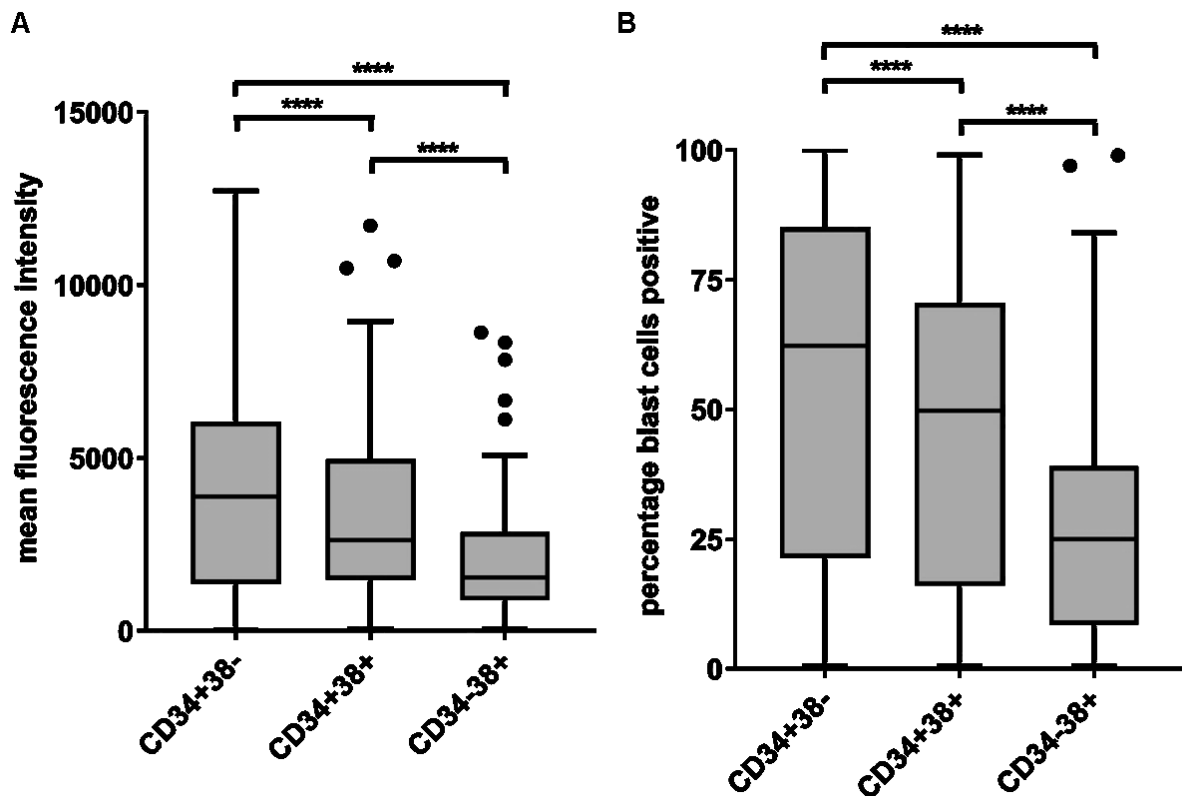 A
mean fluorescence intensity
15000
10000
5000
0
****
****
****
CD34+38-
CD34+38+
CD34-38+
B
percentage blast cells positive
100
75
50
25
0
****
****
****
CD34+38-
CD34+38+
CD34-38+